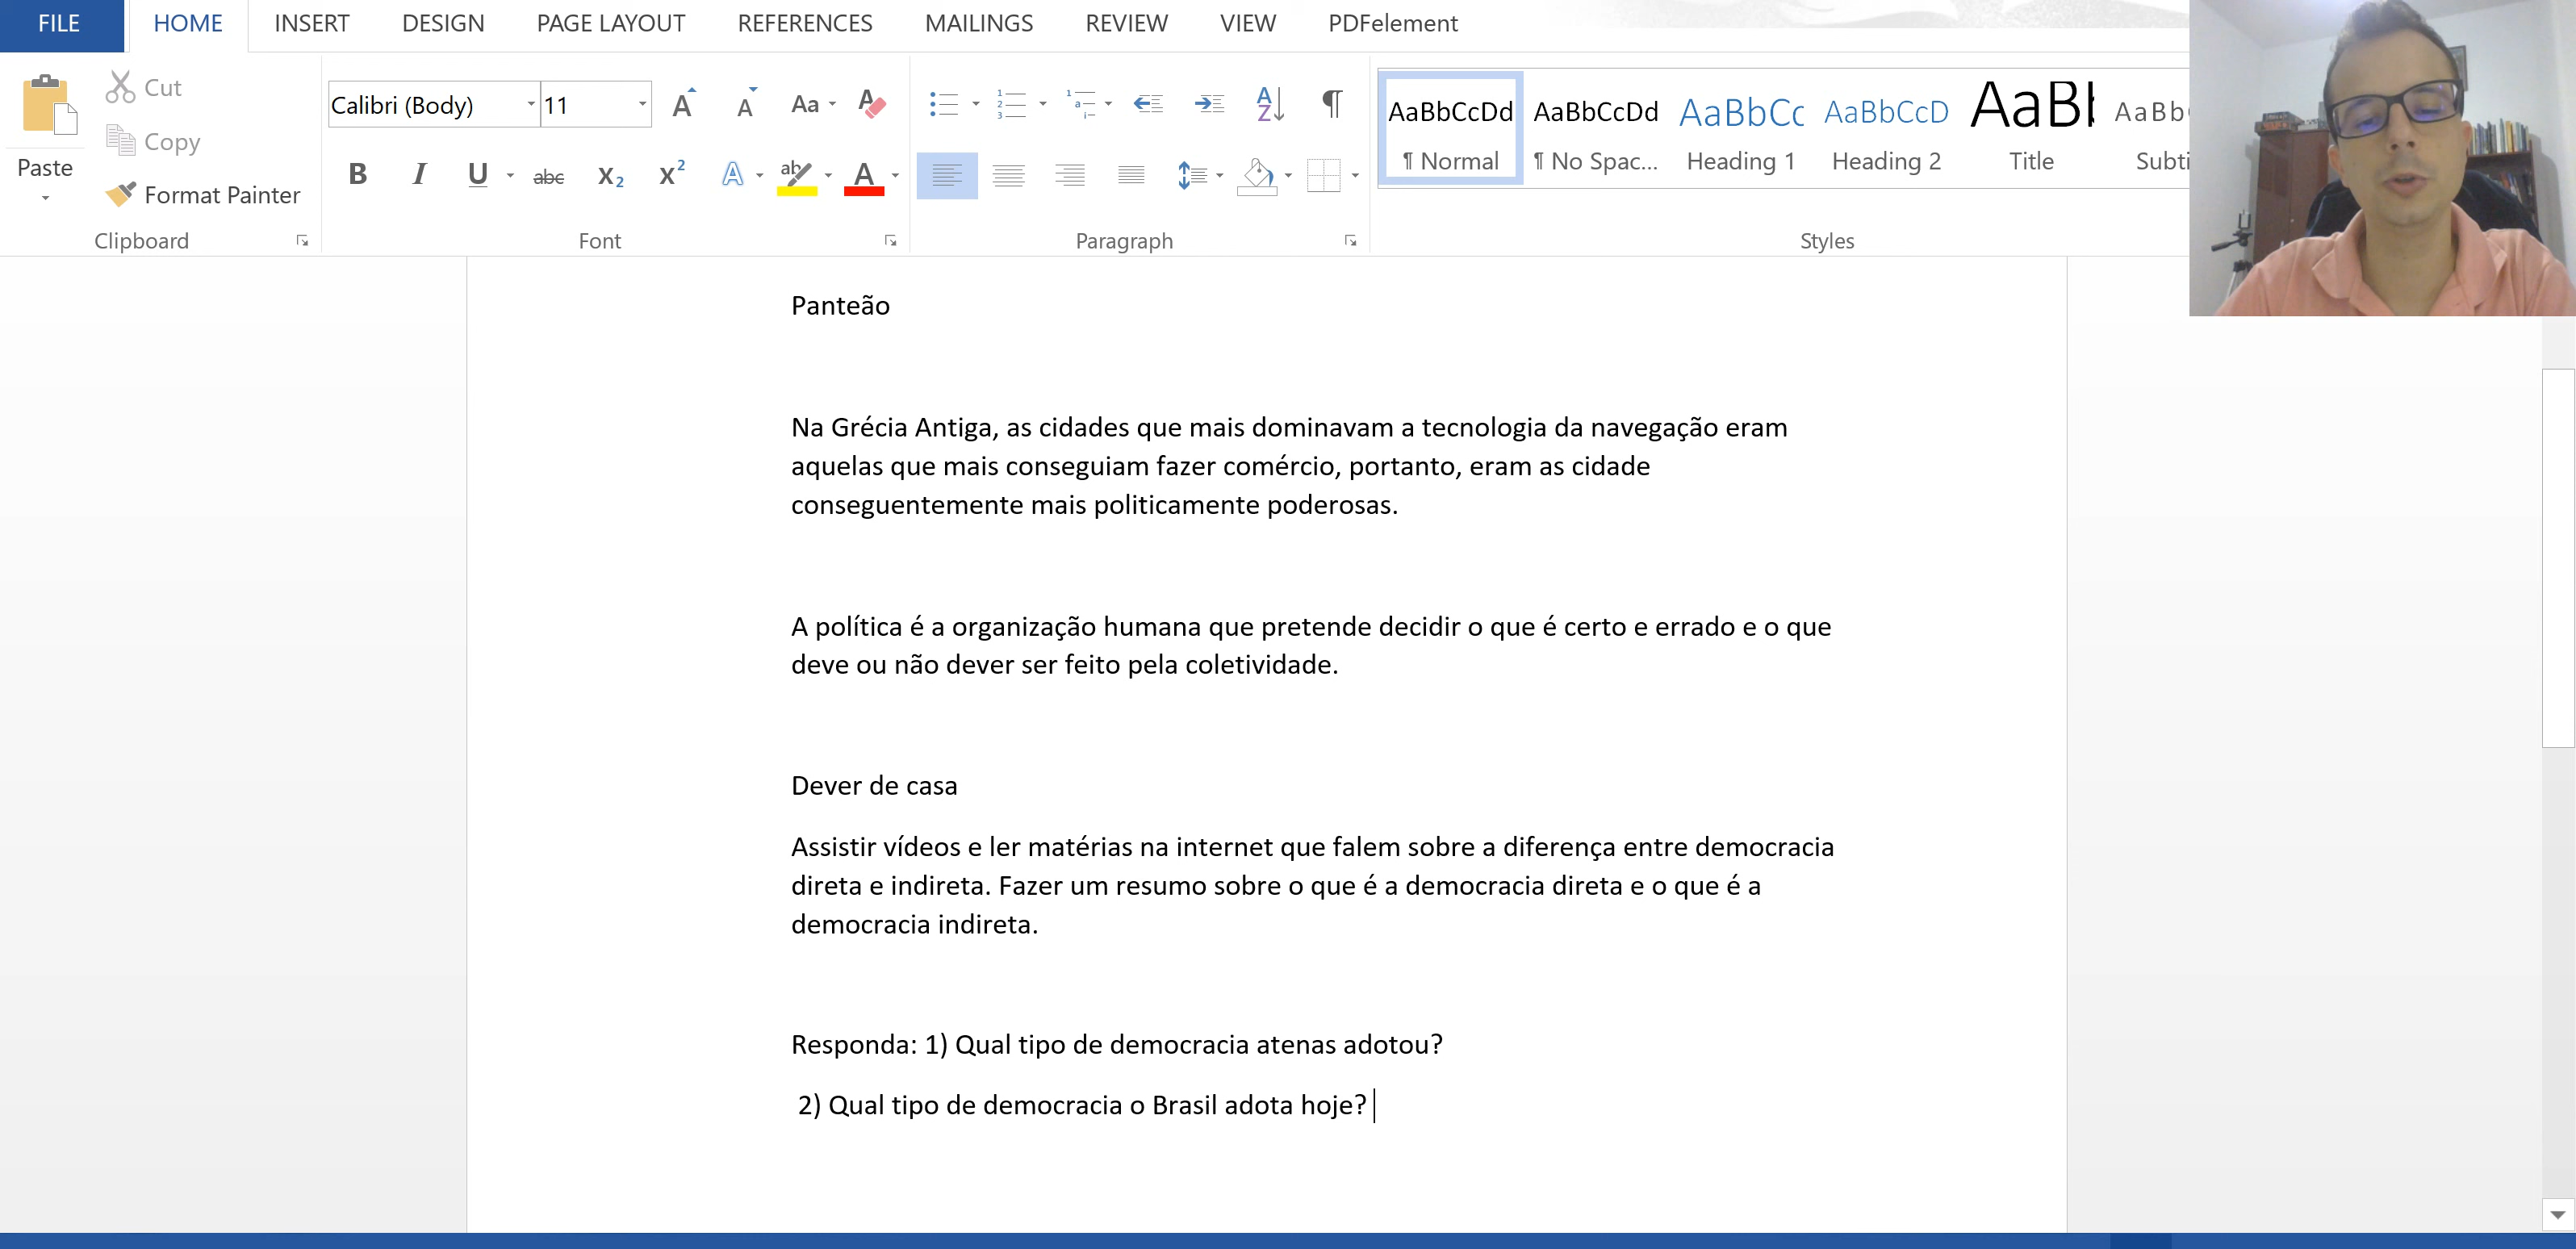 FILE HOME INSERT DESIGN PAGE LAYOUT REFERENCES MAILINGS REVIEW VIEW PDFelement
Cut
Copy
Paste
Format Painter
Clipboard
Calibri (Body) 11
Font
Paragraph
AaBbCcDd AaBbCcDd AaBbCc AaBbCcD AaBl AaBb
¶ Normal ¶ No Spac... Heading 1 Heading 2 Title Subti
Styles
Panteão
Na Grécia Antiga, as cidades que mais dominavam a tecnologia da navegação eram
aquelas que mais conseguiam fazer comércio, portanto, eram as cidade
conseguentemente mais politicamente poderosas.
A política é a organização humana que pretende decidir o que é certo e errado e o que
deve ou não dever ser feito pela coletividade.
Dever de casa
Assistir vídeos e ler matérias na internet que falem sobre a diferença entre democracia
direta e indireta. Fazer um resumo sobre o que é a democracia direta e o que é a
democracia indireta.
Responda: 1) Qual tipo de democracia atenas adotou?
2) Qual tipo de democracia o Brasil adota hoje?